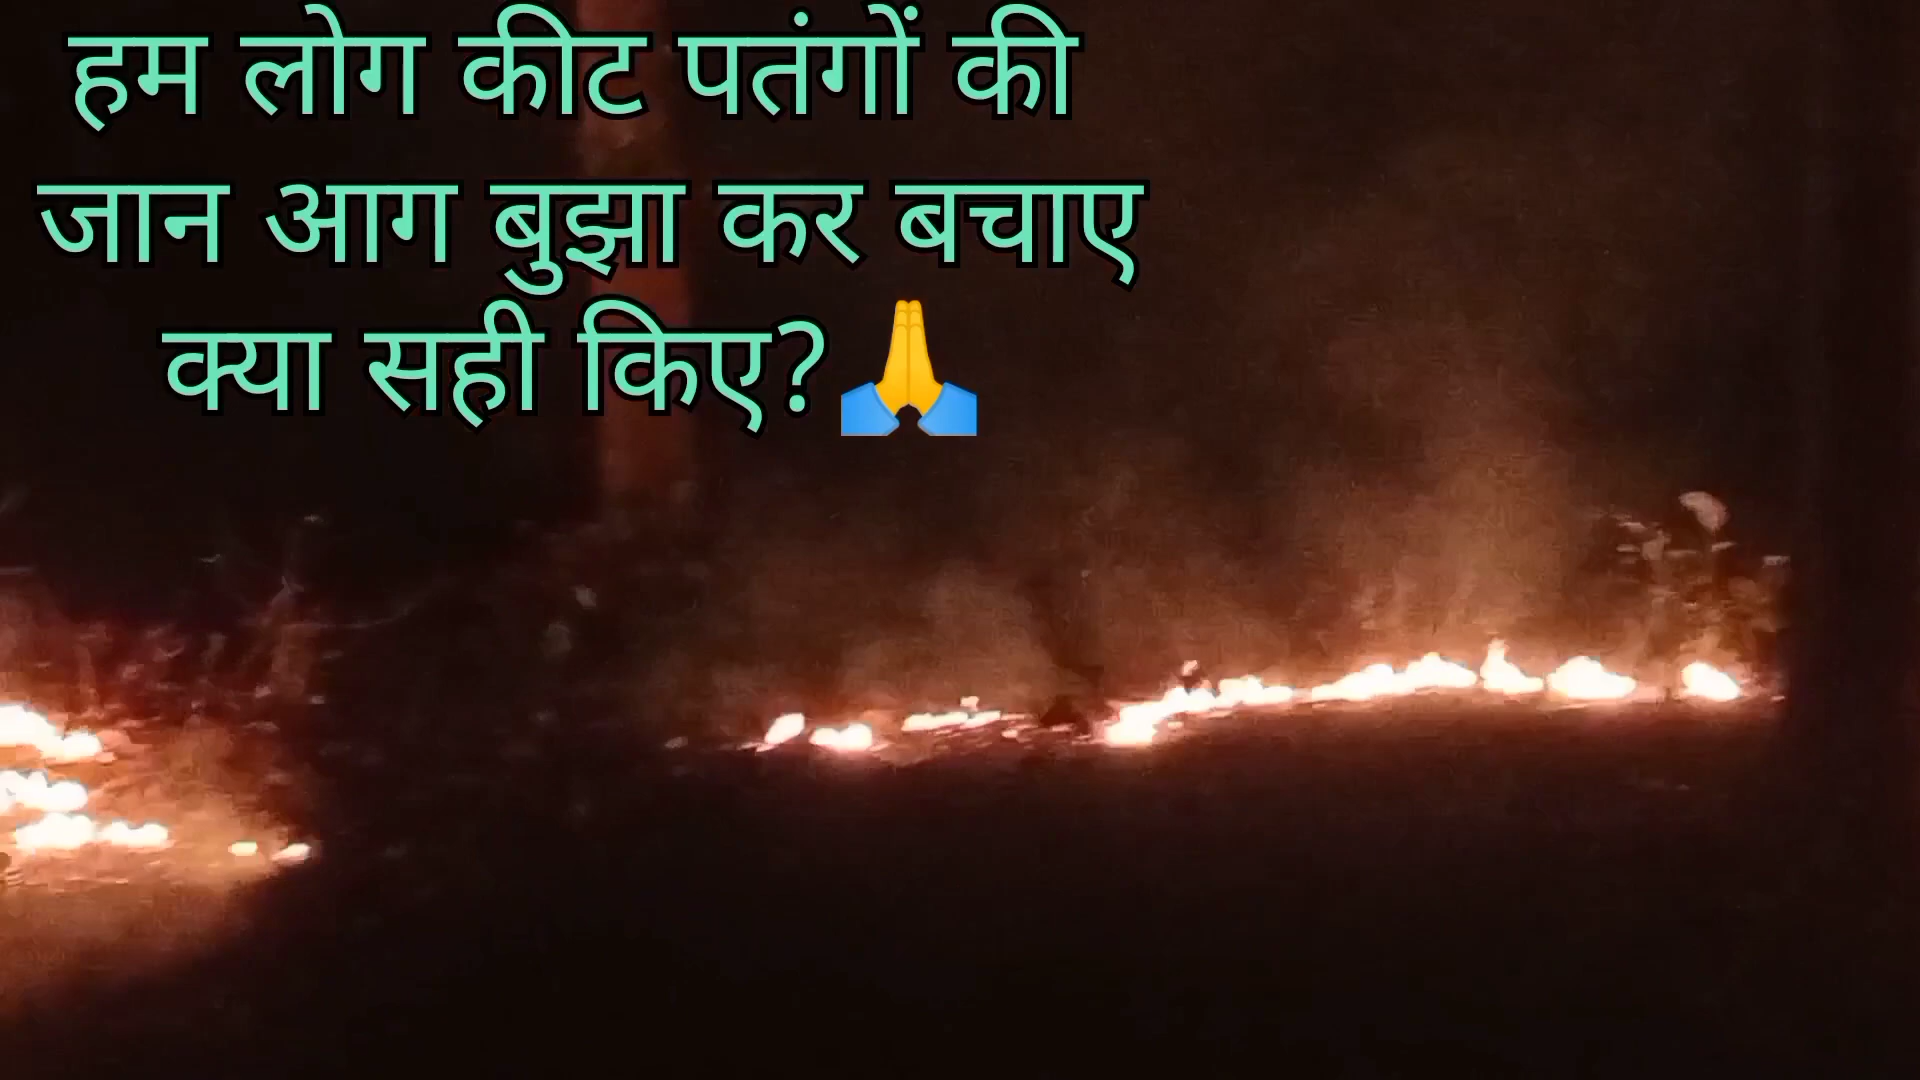 हम लोग कीट पतंगों की
जान आग बुझा कर बचाए
क्या सही किए?🙏